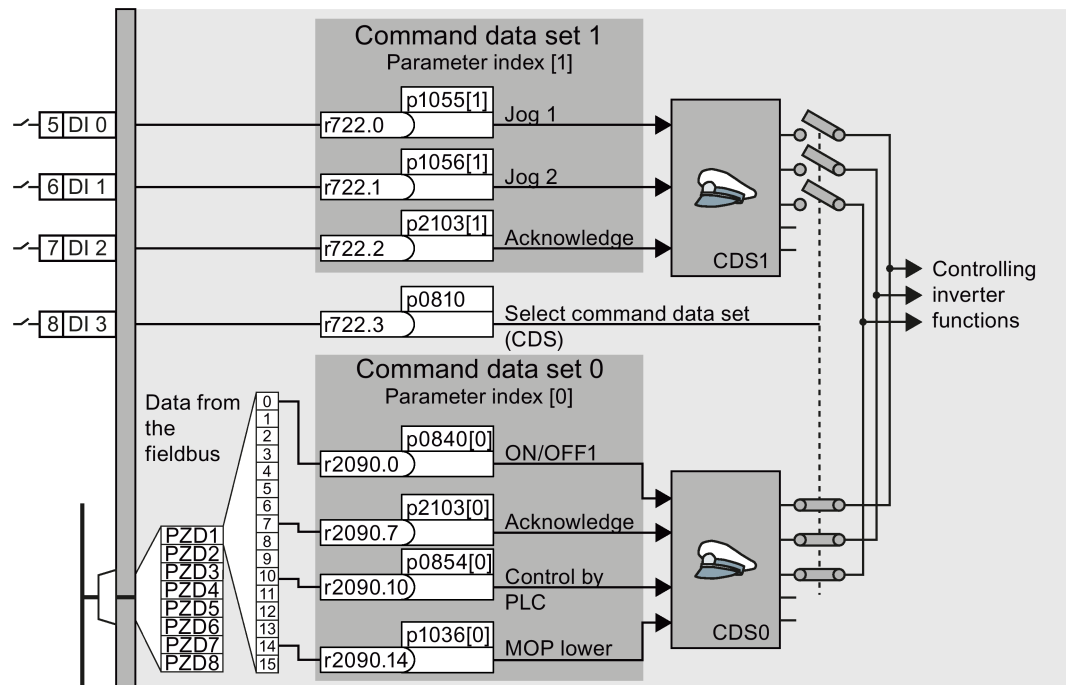 Command data set 1
Parameter index [1]
5 DI 0
r722.0
p1055[1]
Jog 1
6 DI 1
r722.1
p1056[1]
Jog 2
7 DI 2
r722.2
p2103[1]
Acknowledge
CDS1
8 DI 3
r722.3
p0810
Select command data set
(CDS)
Controlling
inverter
functions
Command data set 0
Parameter index [0]
Data from
the
fieldbus
PZD1
PZD2
PZD3
PZD4
PZD5
PZD6
PZD7
PZD8
0
1
2
3
4
5
6
7
8
9
10
11
12
13
14
15
r2090.0
p0840[0]
ON/OFF1
r2090.7
p2103[0]
Acknowledge
r2090.10
p0854[0]
Control by
PLC
r2090.14
p1036[0]
MOP lower
CDS0